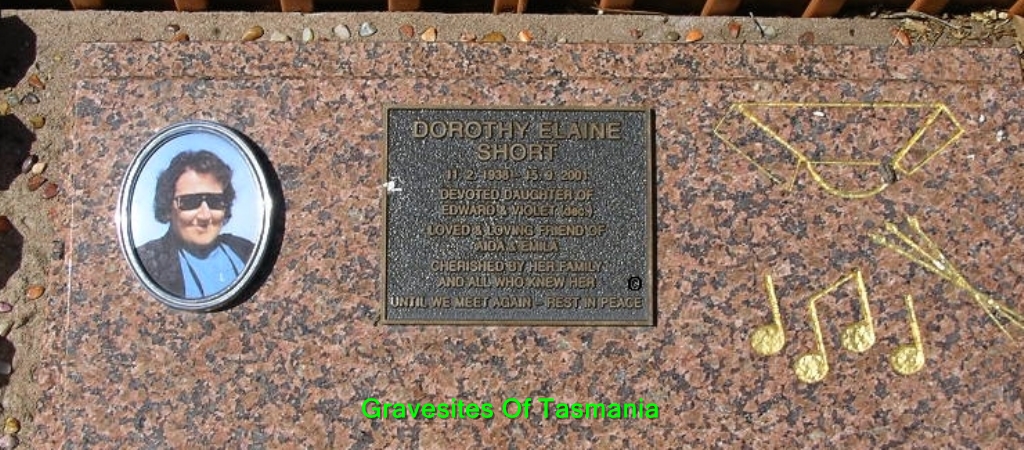 DOROTHY ELAINE
SHORT
11. 2. 1938 - 15. 9. 2001
DEVOTED DAUGHTER OF
EDWARD & VIOLET (dec.)
LOVED & LOVING FRIEND OF
AIDA & EMILA
CHERISHED BY HER FAMILY
AND ALL WHO KNEW HER
UNTIL WE MEET AGAIN - REST IN PEACE
©
Gravesites Of Tasmania